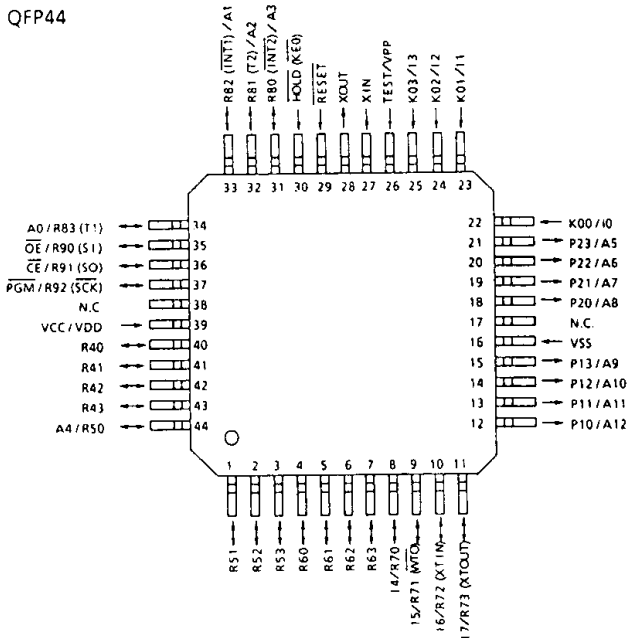 QFP44
R82 (INT1)/A1
R81 (T2)/A2
R80 (INT2)/A3
HOLD (KE0)
RESET
XOUT
XIN
TEST/VPP
K03/I3
K02/I2
K01/I1
33 32 31 30 29 28 27 26 25 24 23
A0/R83 (T1) 34
OE/R90 (S1) 35
CE/R91 (SO) 36
PGM/R92 (SCK) 37
N.C 38
VCC/VDD 39
R40 40
R41 41
R42 42
R43 43
A4/R50 44
22 K00/I0
21 P23/A5
20 P22/A6
19 P21/A7
18 P20/A8
17 N.C.
16 VSS
15 P13/A9
14 P12/A10
13 P11/A11
12 P10/A12
1 2 3 4 5 6 7 8 9 10 11
R51
R52
R53
R60
R61
R62
R63
14/R70
15/R71 (WTO)
16/R72 (XTIN)
17/R73 (XTOUT)